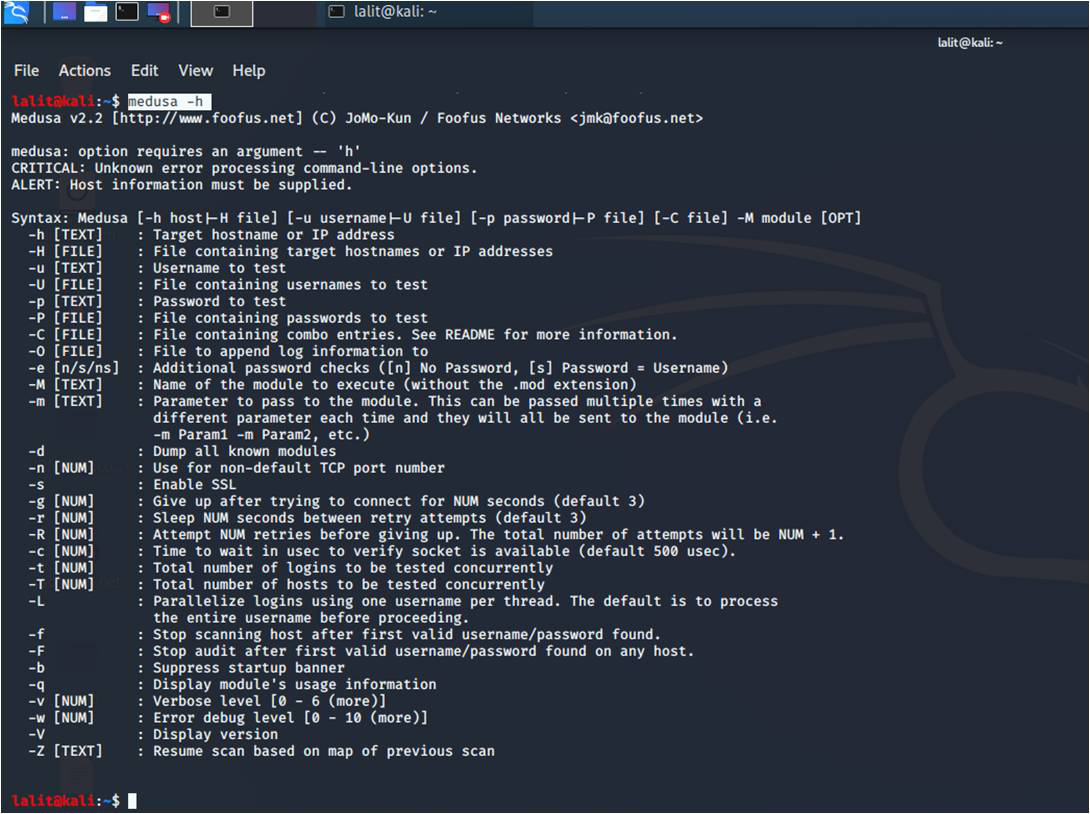 lalit@kali: ~
lalit@kali: ~
File Actions Edit View Help
lalit@kali:~$ medusa -h
Medusa v2.2 [http://www.foofus.net] (C) JoMo-Kun / Foofus Networks <jmk@foofus.net>
medusa: option requires an argument -- 'h'
CRITICAL: Unknown error processing command-line options.
ALERT: Host information must be supplied.
Syntax: Medusa [-h host|-H file] [-u username|-U file] [-p password|-P file] [-C file] -M module [OPT]
-h [TEXT] : Target hostname or IP address
-H [FILE] : File containing target hostnames or IP addresses
-u [TEXT] : Username to test
-U [FILE] : File containing usernames to test
-p [TEXT] : Password to test
-P [FILE] : File containing passwords to test
-C [FILE] : File containing combo entries. See README for more information.
-O [FILE] : File to append log information to
-e [n/s/ns] : Additional password checks ([n] No Password, [s] Password = Username)
-M [TEXT] : Name of the module to execute (without the .mod extension)
-m [TEXT] : Parameter to pass to the module. This can be passed multiple times with a
different parameter each time and they will all be sent to the module (i.e.
-m Param1 -m Param2, etc.)
-d : Dump all known modules
-n [NUM] : Use for non-default TCP port number
-s : Enable SSL
-g [NUM] : Give up after trying to connect for NUM seconds (default 3)
-r [NUM] : Sleep NUM seconds between retry attempts (default 3)
-R [NUM] : Attempt NUM retries before giving up. The total number of attempts will be NUM + 1.
-c [NUM] : Time to wait in usec to verify socket is available (default 500 usec).
-t [NUM] : Total number of logins to be tested concurrently
-T [NUM] : Total number of hosts to be tested concurrently
-L : Parallelize logins using one username per thread. The default is to process
the entire username before proceeding.
-f : Stop scanning host after first valid username/password found.
-F : Stop audit after first valid username/password found on any host.
-b : Suppress startup banner
-q : Display module's usage information
-v [NUM] : Verbose level [0 - 6 (more)]
-w [NUM] : Error debug level [0 - 10 (more)]
-V : Display version
-Z [TEXT] : Resume scan based on map of previous scan
lalit@kali:~$